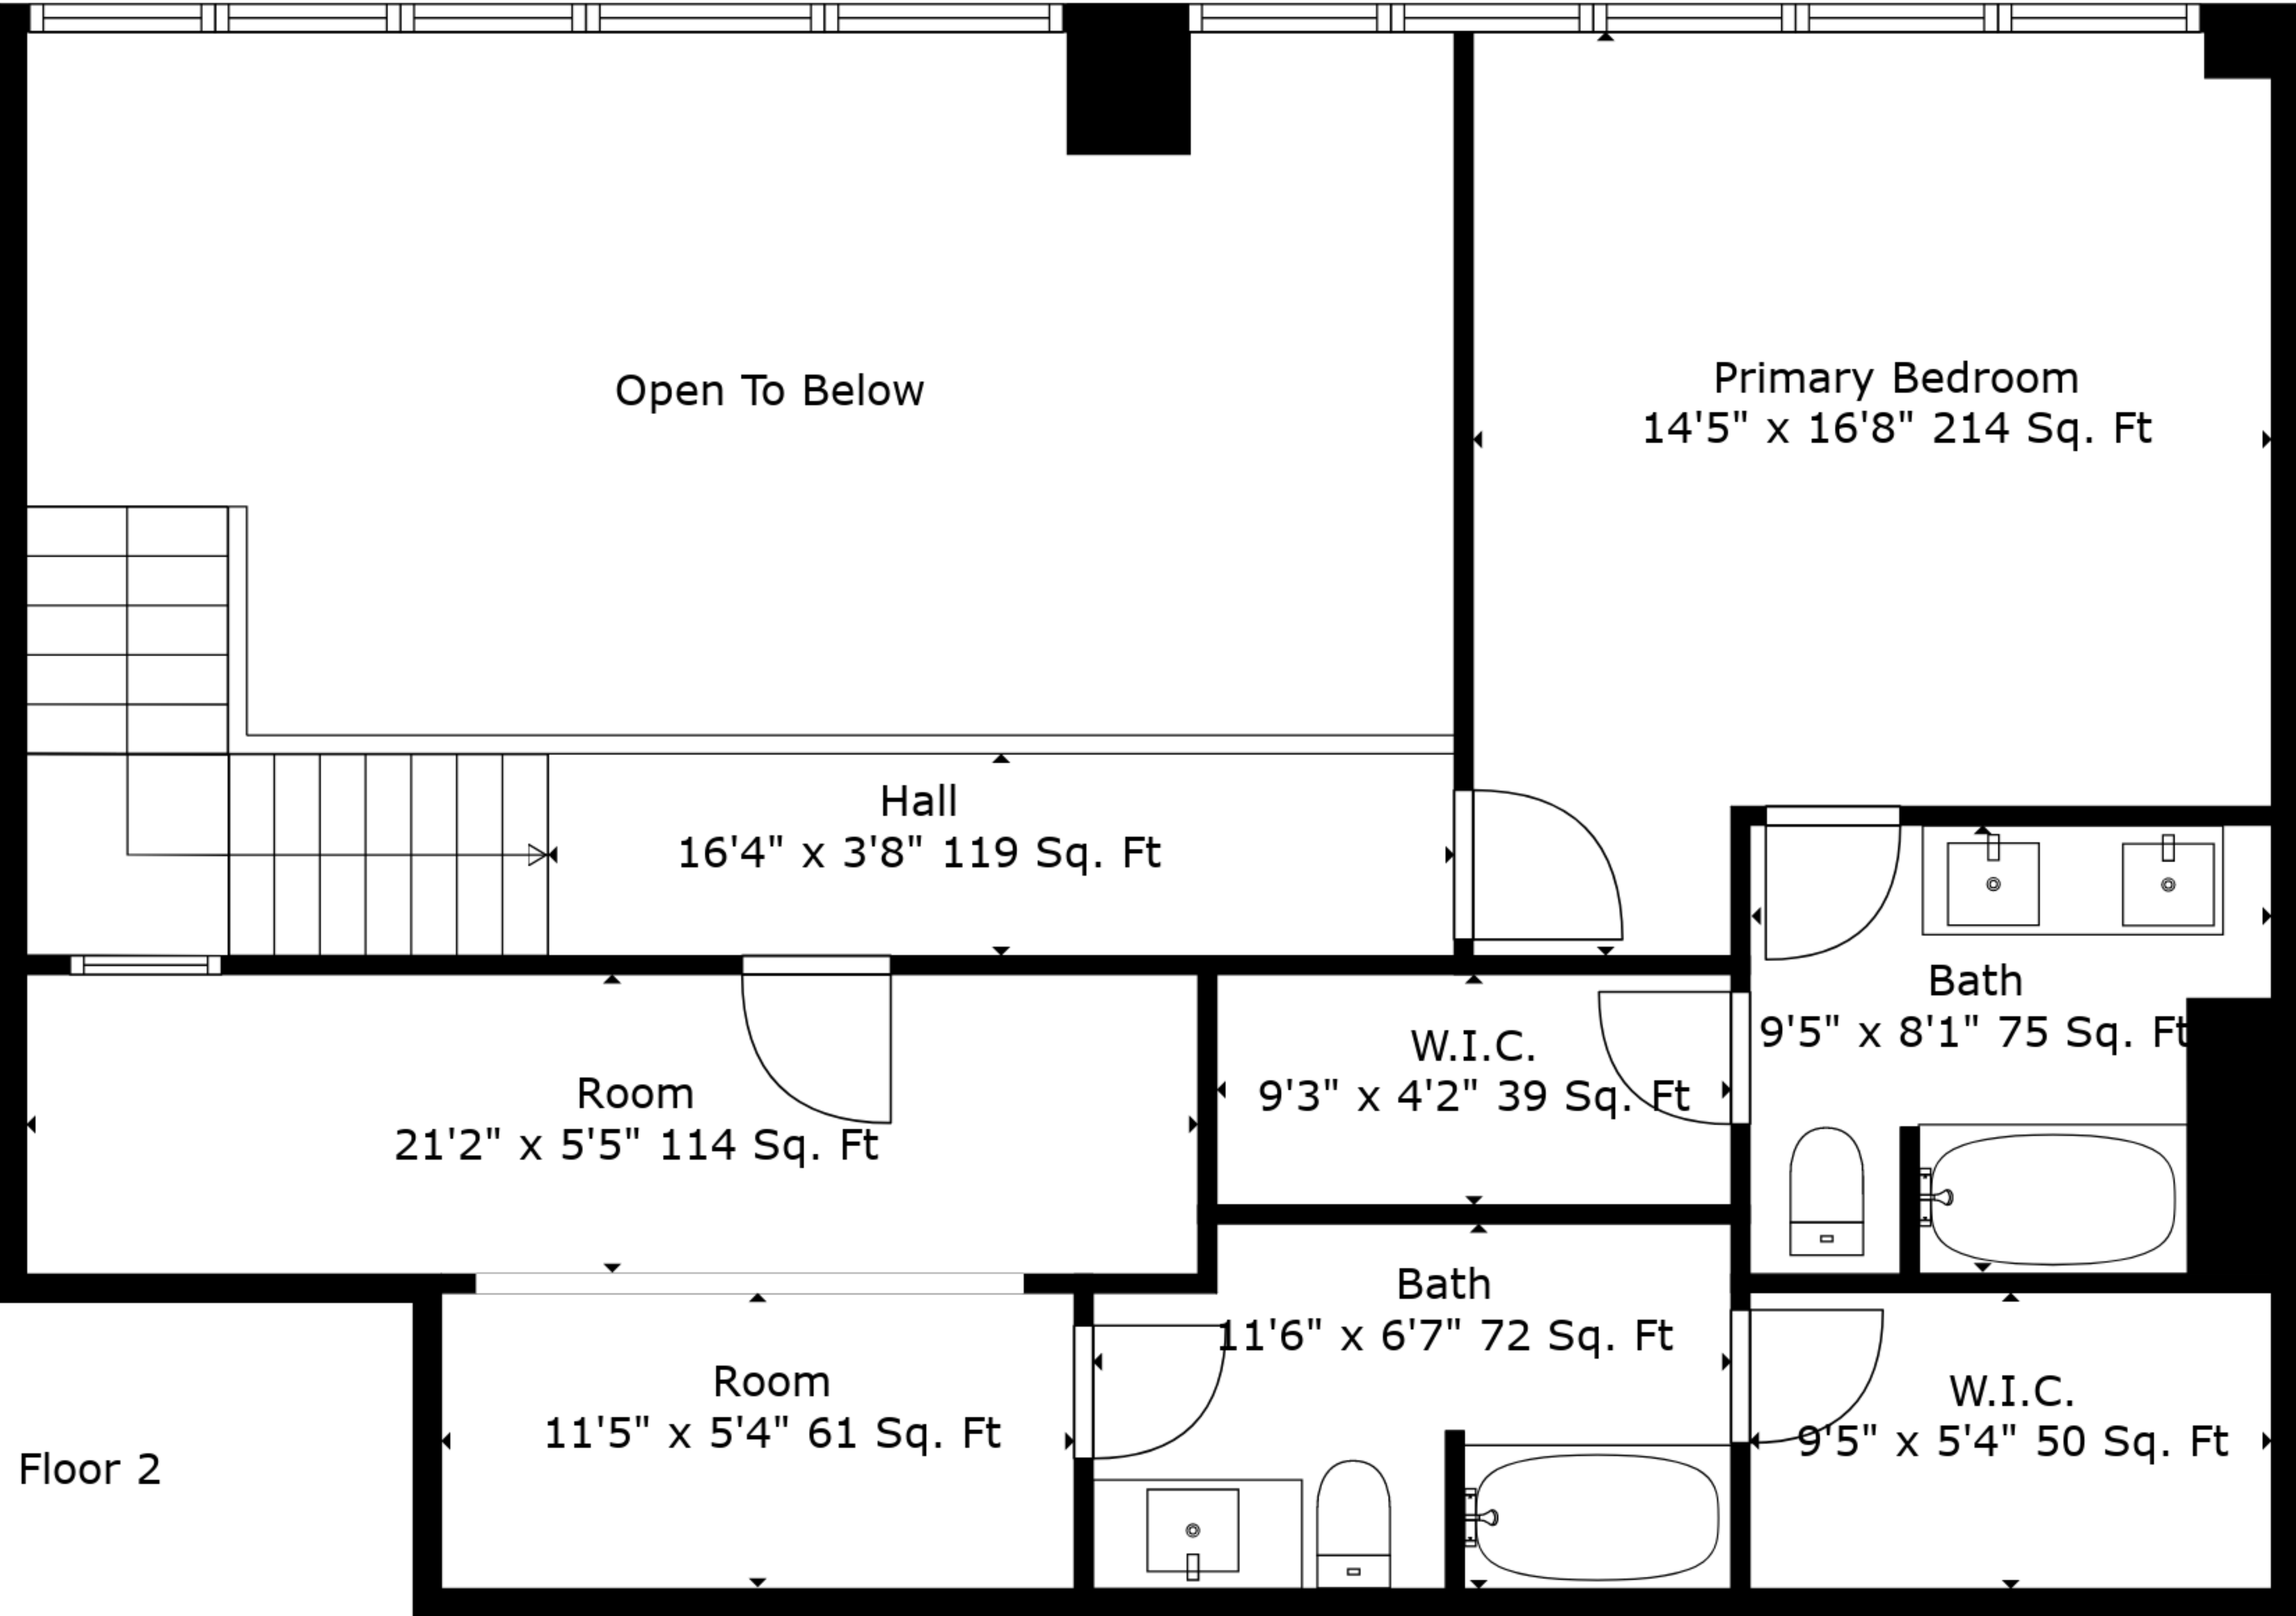 Open To Below
Primary Bedroom
14'5" x 16'8" 214 Sq. Ft
Hall
16'4" x 3'8" 119 Sq. Ft
Bath
9'5" x 8'1" 75 Sq. Ft
W.I.C.
9'3" x 4'2" 39 Sq. Ft
Room
21'2" x 5'5" 114 Sq. Ft
Bath
11'6" x 6'7" 72 Sq. Ft
Room
11'5" x 5'4" 61 Sq. Ft
W.I.C.
9'5" x 5'4" 50 Sq. Ft
Floor 2